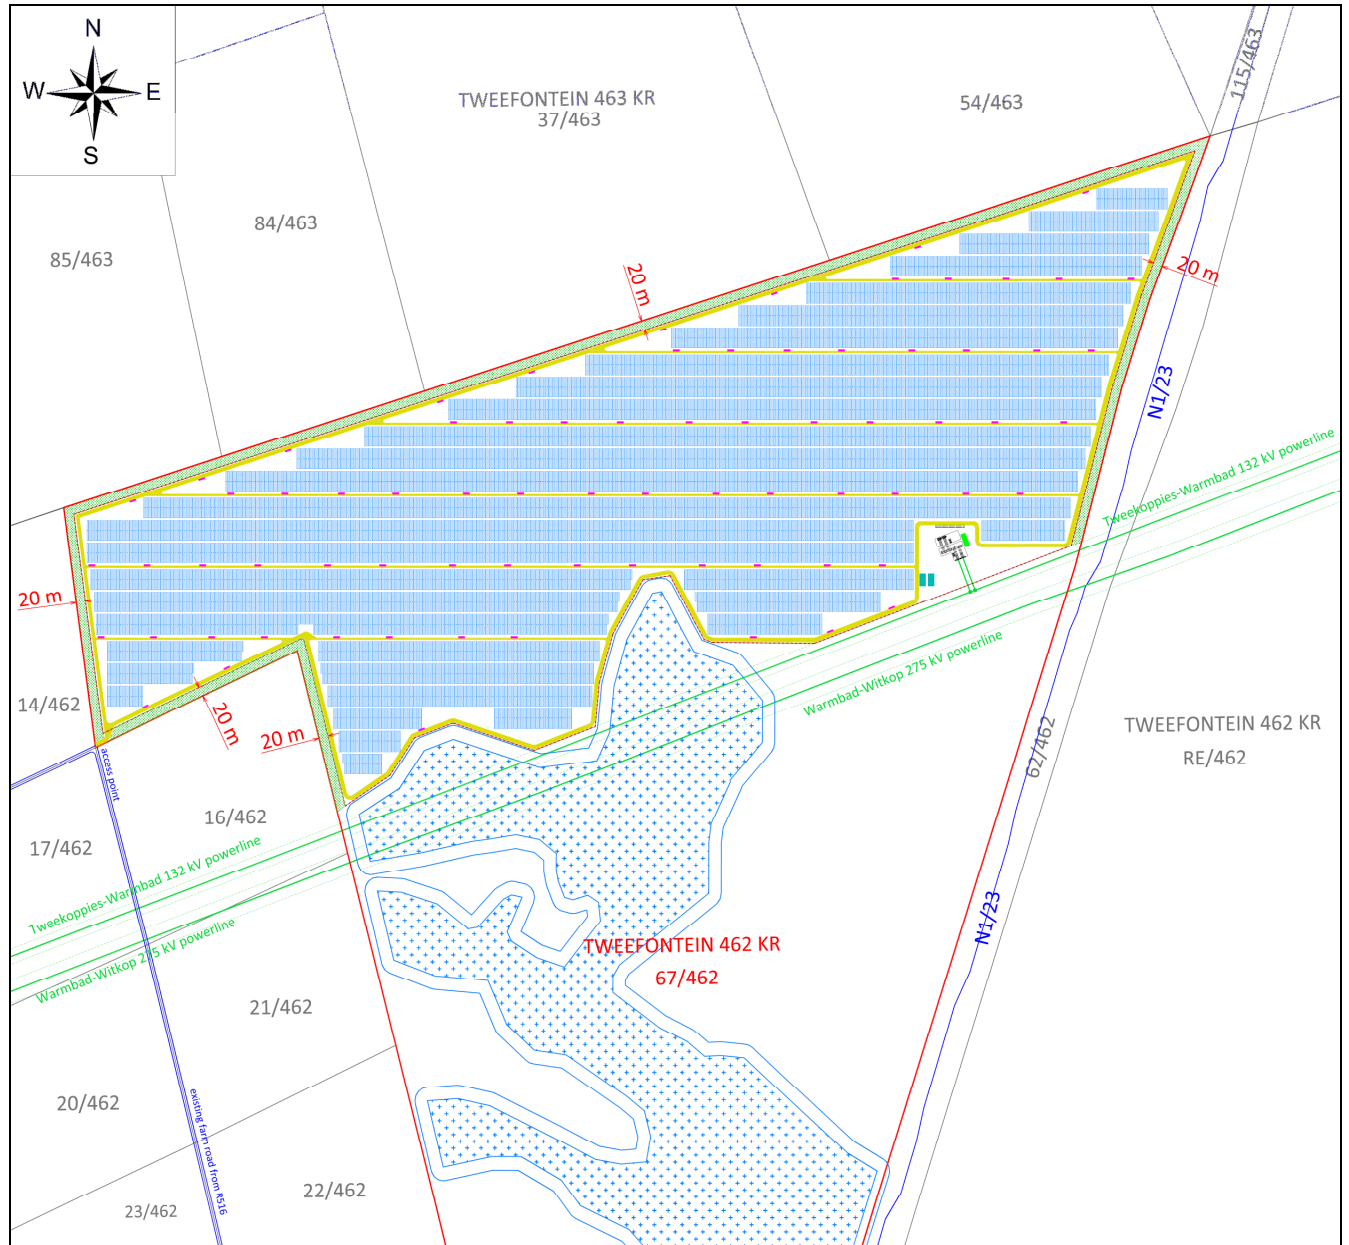 N
W E
S
TWEEFONTEIN 463 KR
37/463
54/463
115/463
84/463
85/463
20 m
20 m
N1/23
Tweekoppies-Warmbad 132 kV powerline
20 m
Warmbad-Witkop 275 kV powerline
14/462
20 m
20 m
access point
62/462
TWEEFONTEIN 462 KR
RE/462
16/462
17/462
Tweekoppies-Warmbad 132 kV powerline
Warmbad-Witkop 275 kV powerline
N1/23
TWEEFONTEIN 462 KR
67/462
21/462
20/462
existing farm road from R516
22/462
23/462